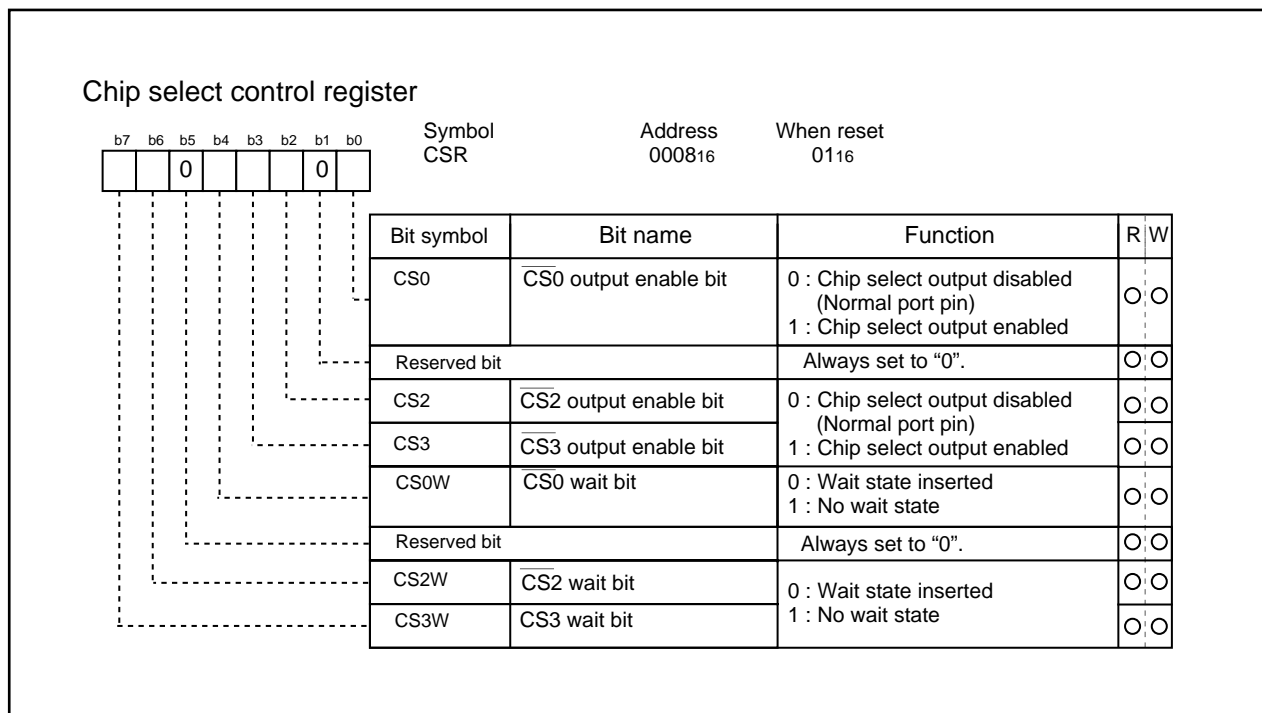 Chip select control register
b7 b6 b5 b4 b3 b2 b1 b0
0 0
Symbol Address When reset
CSR 000816 0116
Bit symbol Bit name Function R W
CS0 C̅S̅0 output enable bit 0 : Chip select output disabled
(Normal port pin)
1 : Chip select output enabled
Reserved bit Always set to “0”.
CS2 C̅S̅2 output enable bit 0 : Chip select output disabled
(Normal port pin)
CS3 C̅S̅3 output enable bit 1 : Chip select output enabled
CS0W C̅S̅0 wait bit 0 : Wait state inserted
1 : No wait state
Reserved bit Always set to “0”.
CS2W C̅S̅2 wait bit 0 : Wait state inserted
CS3W CS3 wait bit 1 : No wait state